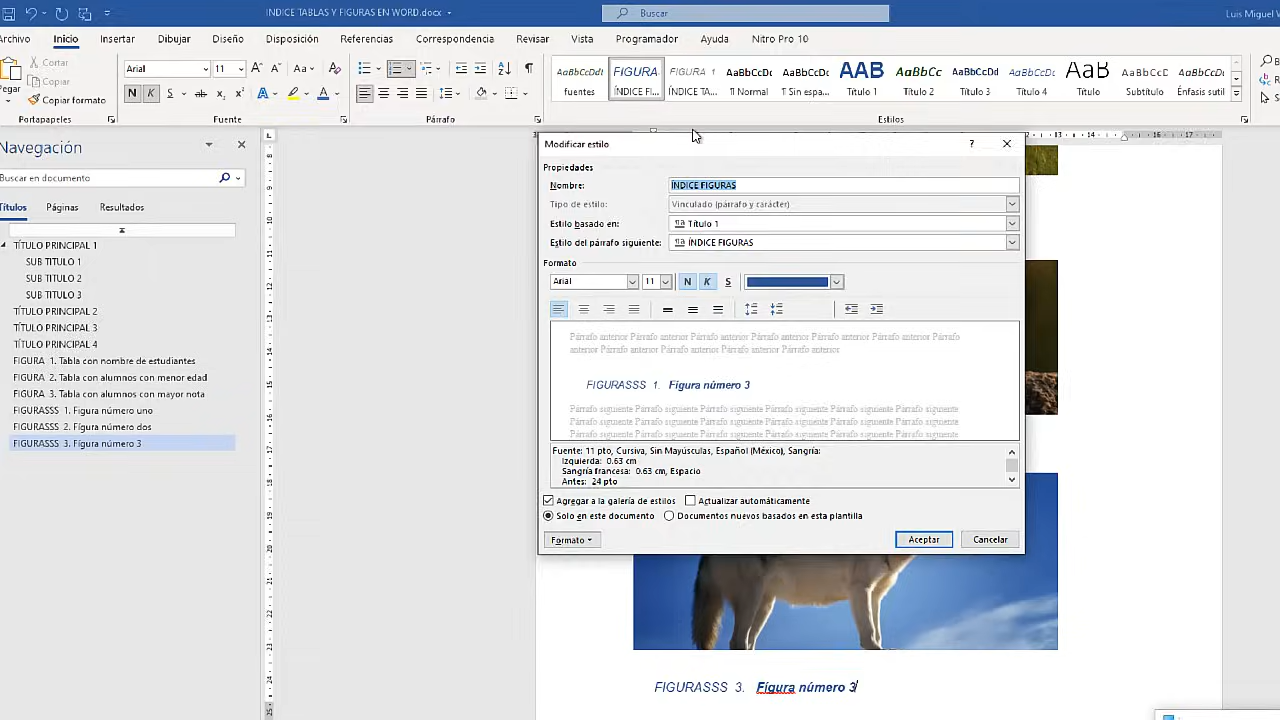 INDICE TABLAS Y FIGURAS EN WORD.docx
Buscar
Luis Miguel V
Archivo Inicio Insertar Dibujar Diseño Disposición Referencias Correspondencia Revisar Vista Programador Ayuda Nitro Pro 10
Cortar
Copiar
Copiar formato
Portapapeles
Arial
11
N K S
Fuente
Párrafo
AaBbCcDdI FIGURA FIGURA 1 AaBbCcDc AaBbCcDc AAB AaBbCc AaBbCcDd AaBbCcDd AaB AaBbCcDc AaBbCcDc
fuentes ÍNDICE FI... ÍNDICE TA... ¶ Normal ¶ Sin espa... Título 1 Título 2 Título 3 Título 4 Título Subtítulo Énfasis sutil
Estilos
Navegación
Buscar en documento
Títulos Páginas Resultados
TÍTULO PRINCIPAL 1
SUB TITULO 1
SUB TITULO 2
SUB TITULO 3
TÍTULO PRINCIPAL 2
TÍTULO PRINCIPAL 3
TÍTULO PRINCIPAL 4
FIGURA 1. Tabla con nombre de estudiantes
FIGURA 2. Tabla con alumnos con menor edad
FIGURA 3. Tabla con alumnos con mayor nota
FIGURASSS 1. Figura número uno
FIGURASSS 2. Figura número dos
FIGURASSS 3. Figura número 3
Modificar estilo
Propiedades
Nombre: ÍNDICE FIGURAS
Tipo de estilo: Vinculado (párrafo y carácter)
Estilo basado en: ¶a Título 1
Estilo del párrafo siguiente: ¶a ÍNDICE FIGURAS
Formato
Arial 11 N K S
Párrafo anterior Párrafo anterior Párrafo anterior Párrafo anterior Párrafo anterior Párrafo
anterior Párrafo anterior Párrafo anterior Párrafo anterior Párrafo anterior
FIGURASSS 1. Figura número 3
Párrafo siguiente Párrafo siguiente Párrafo siguiente Párrafo siguiente Párrafo siguiente
Párrafo siguiente Párrafo siguiente Párrafo siguiente Párrafo siguiente Párrafo siguiente
Párrafo siguiente Párrafo siguiente Párrafo siguiente Párrafo siguiente Párrafo siguiente
Fuente: 11 pto, Cursiva, Sin Mayúsculas, Español (México), Sangría:
Izquierda: 0.63 cm
Sangría francesa: 0.63 cm, Espacio
Antes: 24 pto
Agregar a la galería de estilos Actualizar automáticamente
Solo en este documento Documentos nuevos basados en esta plantilla
Formato
Aceptar
Cancelar
FIGURASSS 3. Figura número 3